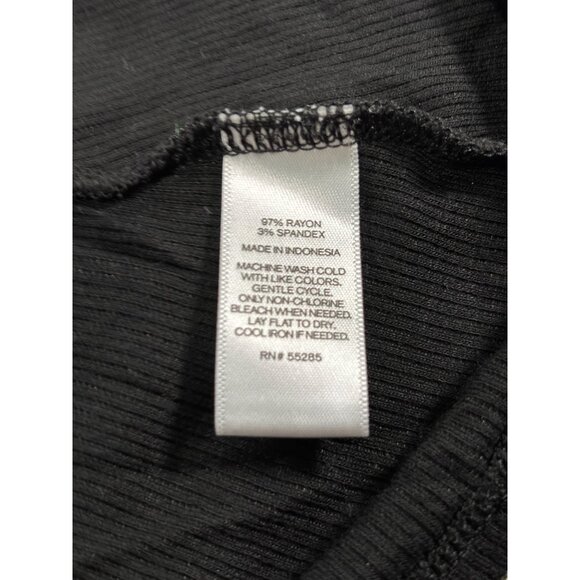 97% RAYON
3% SPANDEX
MADE IN INDONESIA
MACHINE WASH COLD
WITH LIKE COLORS.
GENTLE CYCLE.
ONLY NON-CHLORINE
BLEACH WHEN NEEDED.
LAY FLAT TO DRY.
COOL IRON IF NEEDED.
RN# 55285